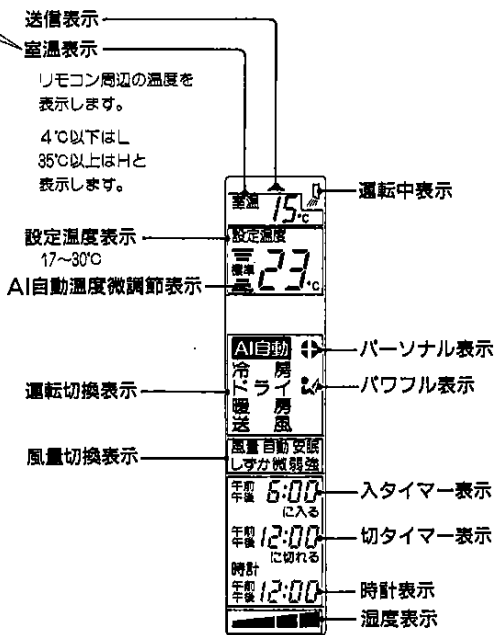 送信表示
室温表示
リモコン周辺の温度を
表示します。
4℃以下はL
35℃以上はHと
表示します。
室温 15℃
運転中表示
設定温度表示
17〜30℃
設定温度
標準 23℃
AI自動温度微調節表示
AI自動
パーソナル表示
冷房
ドライ
パワフル表示
運転切換表示
暖房
送風
風量切換表示
風量 自動 安眠
しずか微弱強
午前
午後 6:00
に入る
入タイマー表示
午前
午後 12:00
に切れる
切タイマー表示
時計
午前
午後 12:00
時計表示
湿度表示